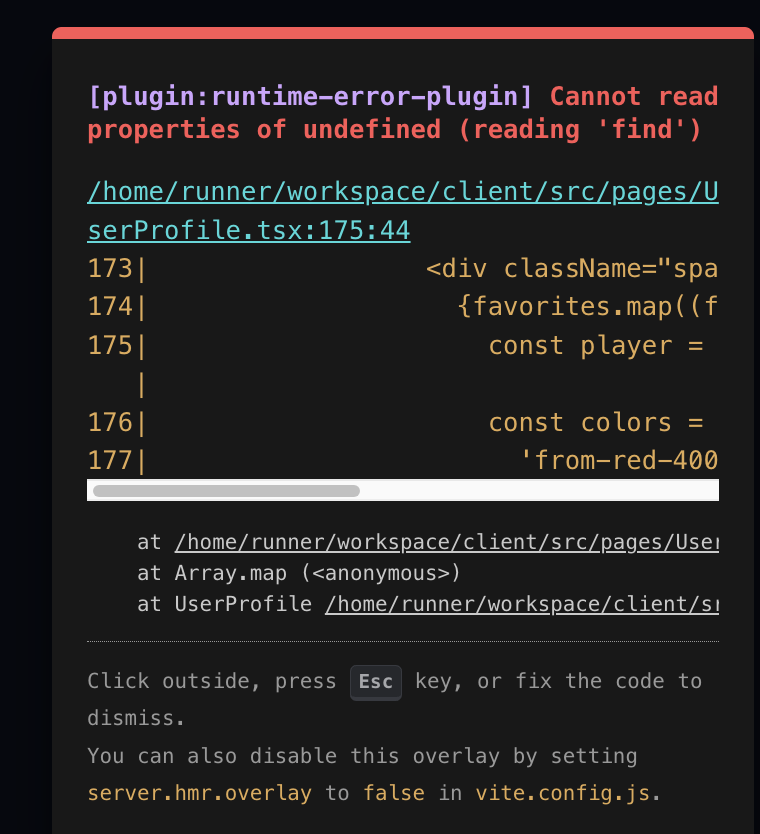 [plugin:runtime-error-plugin] Cannot read
properties of undefined (reading 'find')
/home/runner/workspace/client/src/pages/U
serProfile.tsx:175:44
173|                  <div className="spa
174|                    {favorites.map((f
175|                      const player =
   |
176|                      const colors =
177|                        'from-red-400
at /home/runner/workspace/client/src/pages/User
at Array.map (<anonymous>)
at UserProfile /home/runner/workspace/client/sr
Click outside, press Esc key, or fix the code to
dismiss.
You can also disable this overlay by setting
server.hmr.overlay to false in vite.config.js.